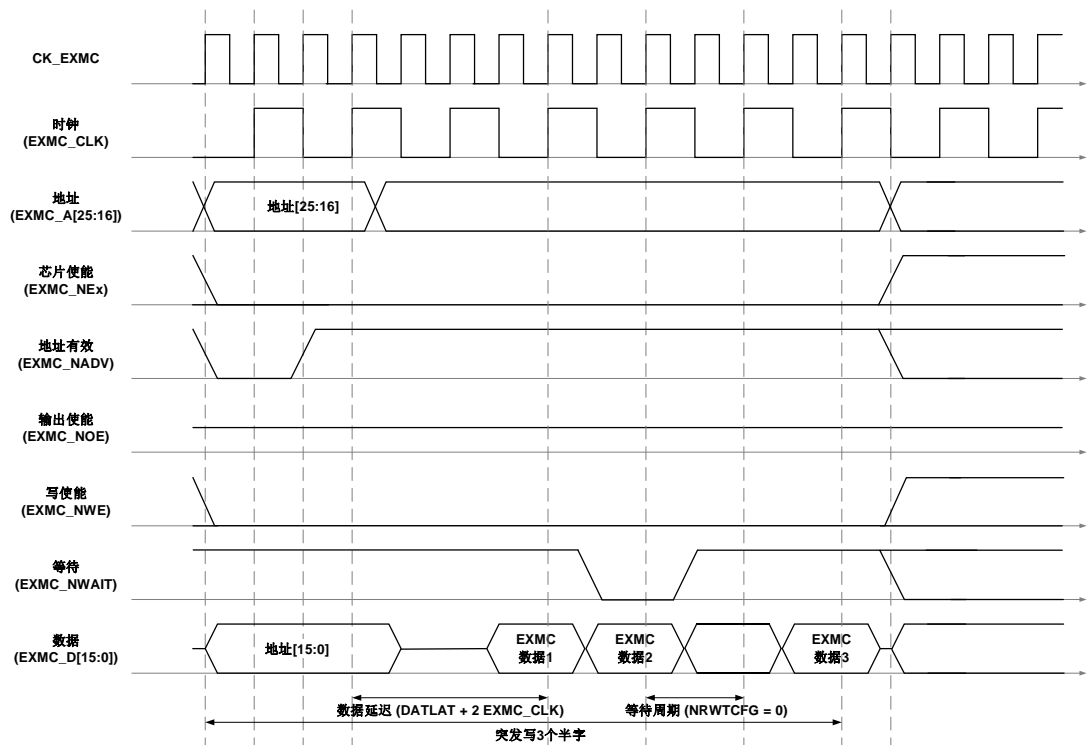 CK_EXMC
时钟
(EXMC_CLK)
地址
(EXMC_A[25:16])
地址[25:16]
芯片使能
(EXMC_NEx)
地址有效
(EXMC_NADV)
输出使能
(EXMC_NOE)
写使能
(EXMC_NWE)
等待
(EXMC_NWAIT)
数据
(EXMC_D[15:0])
地址[15:0]
EXMC
数据1
EXMC
数据2
EXMC
数据3
数据延迟 (DATLAT + 2 EXMC_CLK)
等待周期 (NRWTCFG = 0)
突发写3个半字